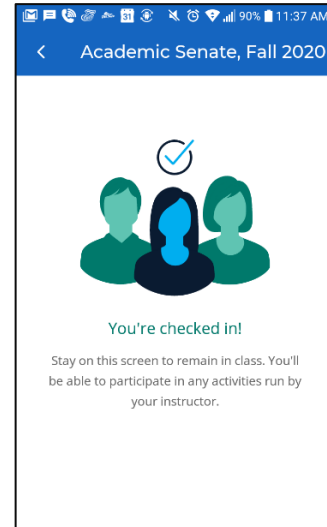 31 90% 11:37 AM
Academic Senate, Fall 2020
You're checked in!
Stay on this screen to remain in class. You'll
be able to participate in any activities run by
your instructor.